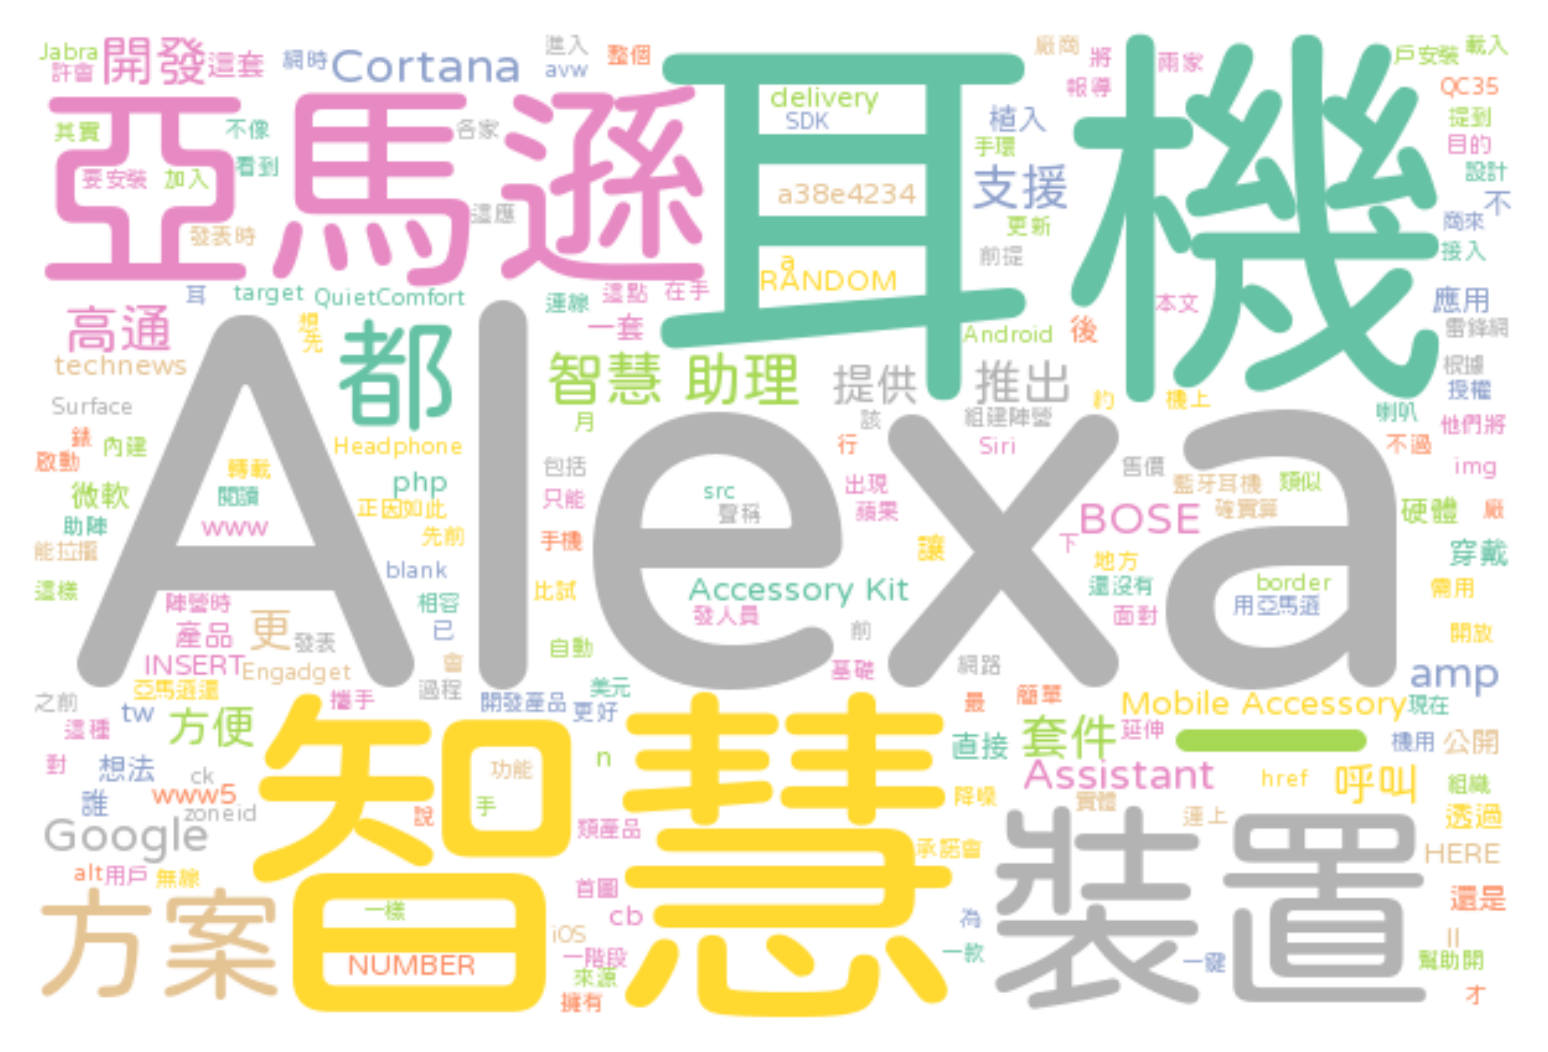 Jabra 開發 這套 網時 Cortana 進入 整個 廠商 將 兩家 戶安裝 載入
許會 avw 報導 QC35
亞馬遜 耳機
其實 不像 各家 delivery 植入 提到
SDK 手環 目的
要安裝 加入 看到 a38e4234 支援 設計
不
發表時 這應 更新 商來
前提 接入
a
RANDOM
耳 target QuietComfort 連線 這點 在手 本文 應用
高通 想 先 都 一套 Android 後 雷鋒網
technews 智慧 助理 提供 推出 根據
授權
Surface 月 該 組建陣營 約 機上 喇叭
Alexa
錶 內建 Headphone 行 Siri 不過 他們將
啟動 轉載 包括 售價 img
微軟 閱讀 php 只能 src 出現 藍牙耳機 類似
助陣 www 正因如此 聲稱 蘋果 BOSE 確實算 硬體 廠
能拉攏 先前 手機 讓 下 穿戴
blank 地方
這樣 相容 比試 Accessory Kit 還沒有 border 需用
陣營時 發人員 面對 用亞馬遜
產品 更 發表 已 前 開放
INSERT Engadget 會 自動 基礎 網路 amp
之前 亞馬遜還 攜手 過程 開發產品 美元 最 簡單 Mobile Accessory 現在
tw 更好
這種 方便 智慧 直接 套件 延伸 一 機用 公開
對 想法 ck 功能 n Assistant href 呼叫 組織
誰 www5 手 降噪 實體
zoneid 說 類產品 運上 透過
Google 承諾會 裝置 HERE
alt 用戶 無線 首圖 還是
方案 一樣 cb 為
iOS ll
NUMBER 一階段 一款 一鍵 幫助開
來源
擁有 才